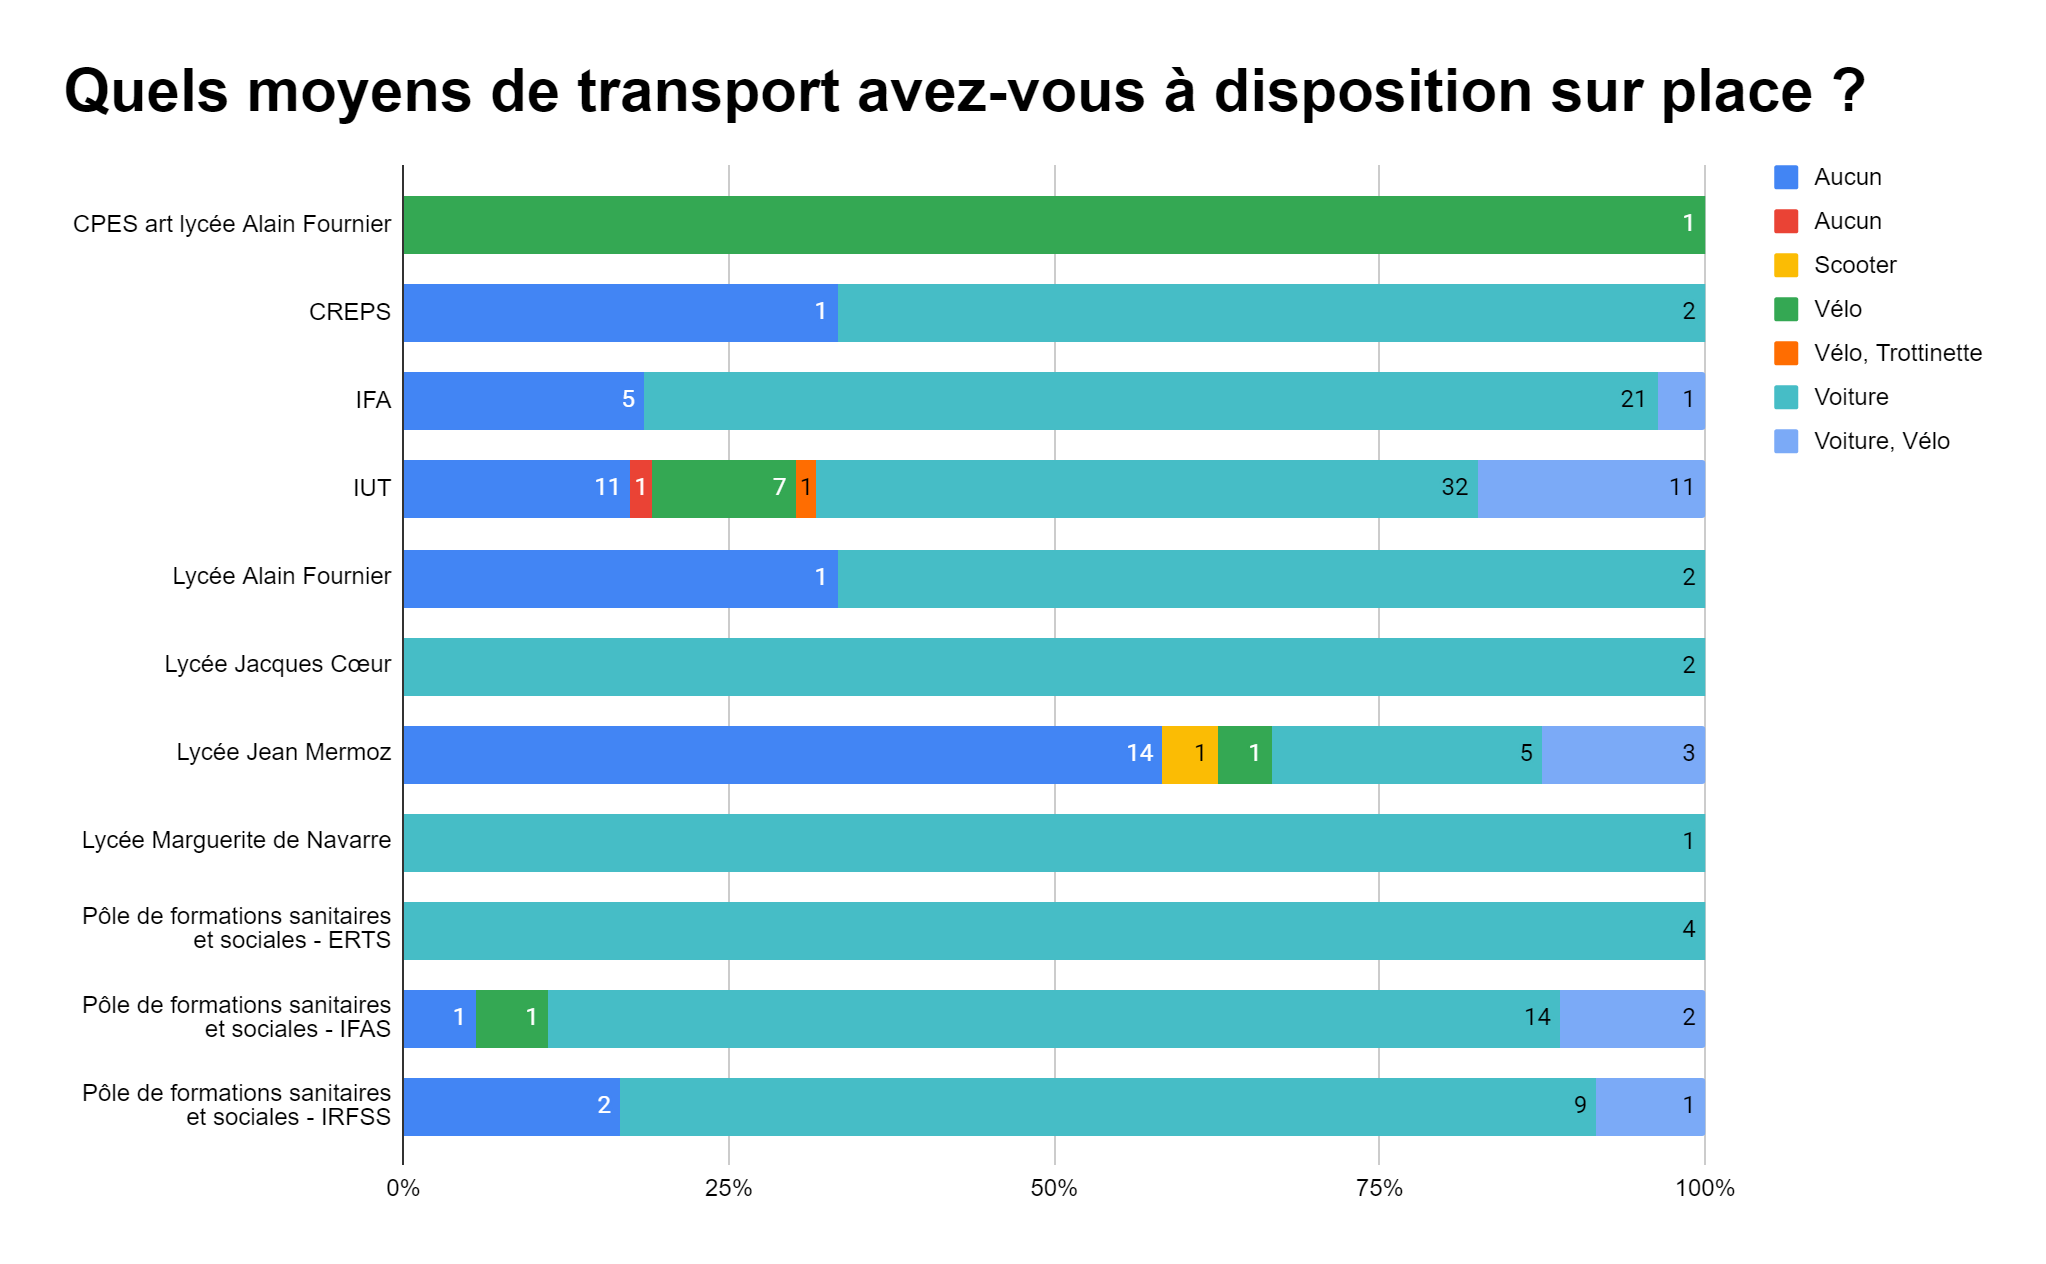 Quels moyens de transport avez-vous à disposition sur place ?
Aucun
Aucun
Scooter
Vélo
Vélo, Trottinette
Voiture
Voiture, Vélo
CPES art lycée Alain Fournier
1
CREPS
1 2
IFA
5 21 1
IUT
11 1 7 1 32 11
Lycée Alain Fournier
1 2
Lycée Jacques Cœur
2
Lycée Jean Mermoz
14 1 1 5 3
Lycée Marguerite de Navarre
1
Pôle de formations sanitaires
et sociales - ERTS
4
Pôle de formations sanitaires
et sociales - IFAS
1 1 14 2
Pôle de formations sanitaires
et sociales - IRFSS
2 9 1
0% 25% 50% 75% 100%